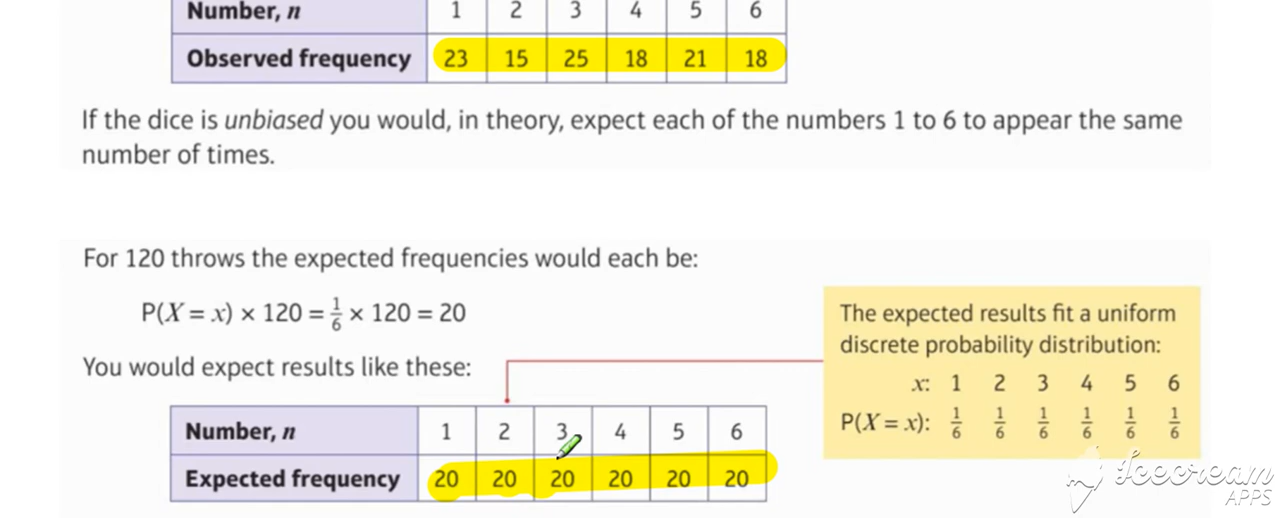 Number, n 1 2 3 4 5 6
Observed frequency 23 15 25 18 21 18
If the dice is unbiased you would, in theory, expect each of the numbers 1 to 6 to appear the same
number of times.
For 120 throws the expected frequencies would each be:
P(X = x) × 120 = 1/6 × 120 = 20
You would expect results like these:
Number, n 1 2 3 4 5 6
Expected frequency 20 20 20 20 20 20
The expected results fit a uniform
discrete probability distribution:
x: 1 2 3 4 5 6
P(X = x): 1/6 1/6 1/6 1/6 1/6 1/6
Icecream
APPS